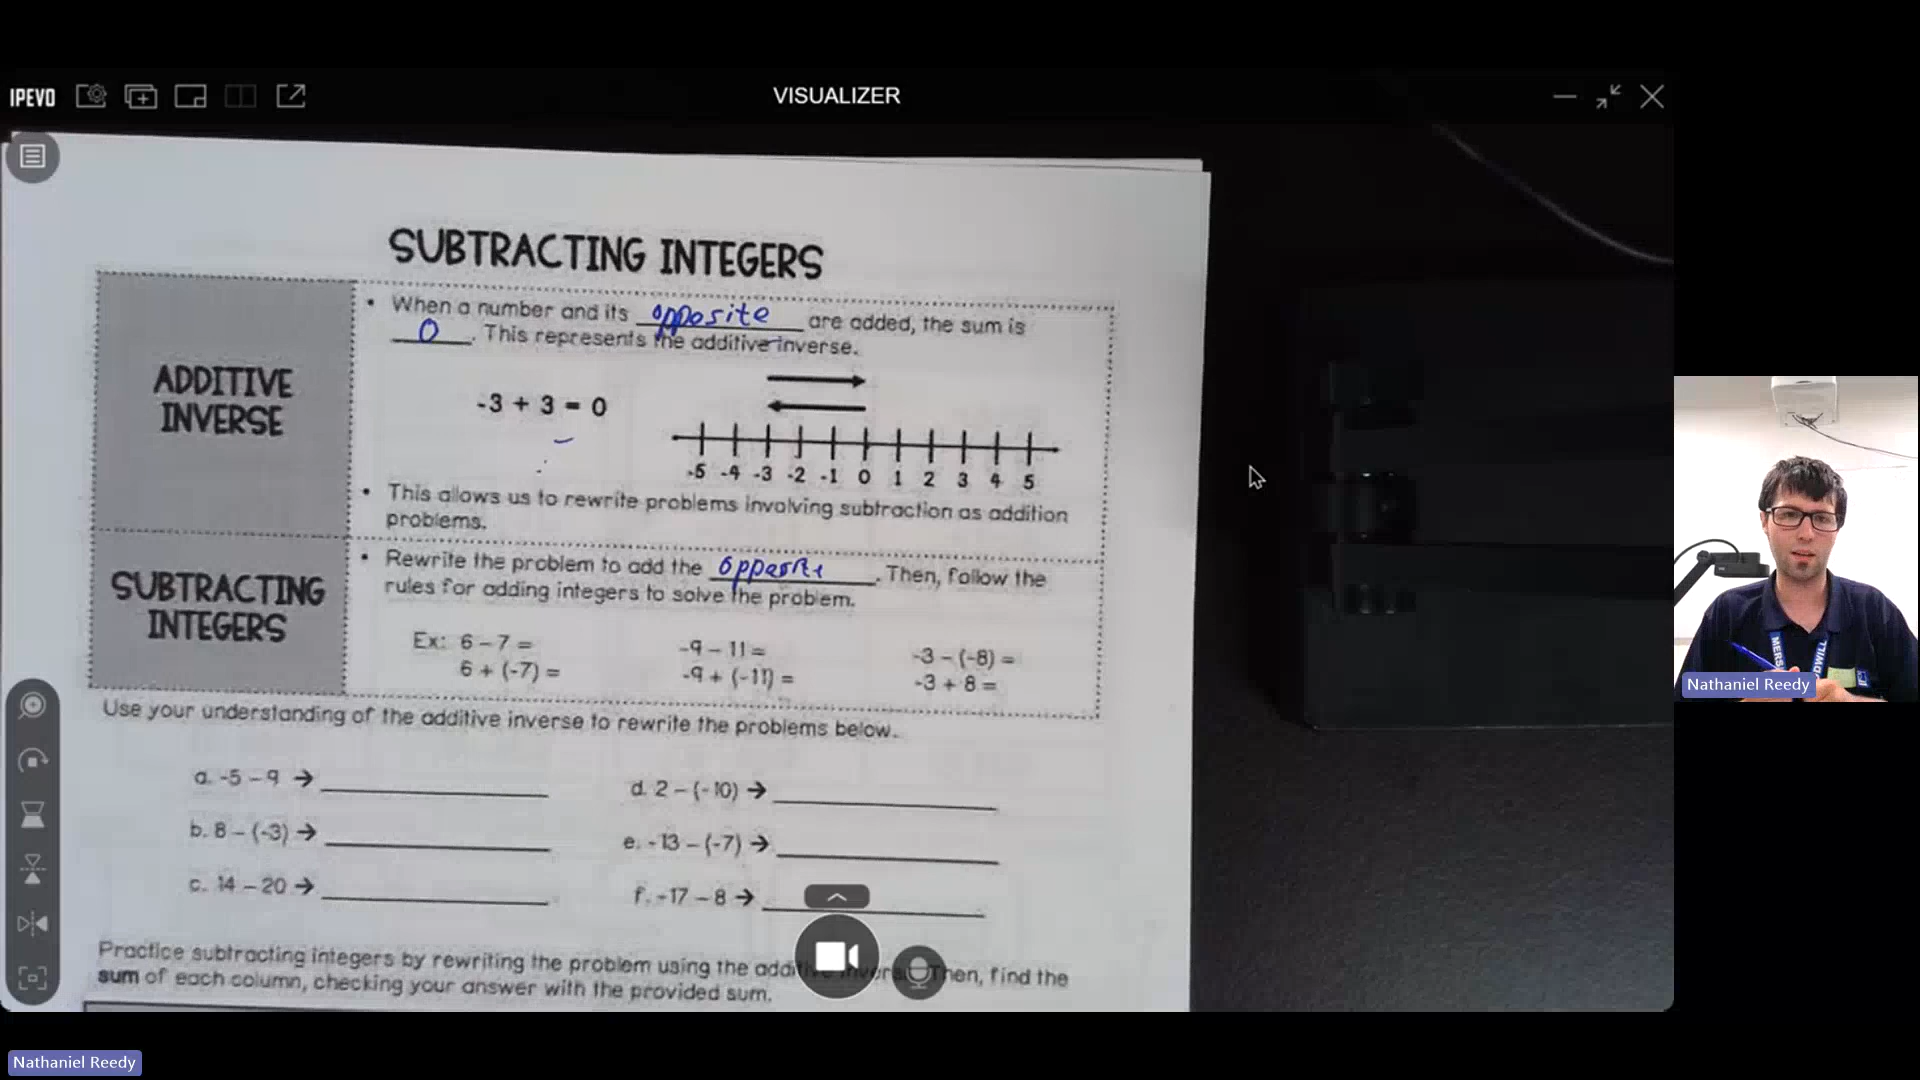 IPEVO
VISUALIZER
SUBTRACTING INTEGERS
ADDITIVE
INVERSE
• When a number and its opposite are added, the sum is
0. This represents the additive inverse.
-3 + 3 = 0
-5 -4 -3 -2 -1 0 1 2 3 4 5
• This allows us to rewrite problems involving subtraction as addition
problems.
SUBTRACTING
INTEGERS
• Rewrite the problem to add the opposite. Then, follow the
rules for adding integers to solve the problem.
Ex: 6 – 7 =
6 + (-7) =
-9 – 11 =
-9 + (-11) =
-3 – (-8) =
-3 + 8 =
Use your understanding of the additive inverse to rewrite the problems below.
a. -5 – 9 →
b. 8 – (-3) →
c. 14 – 20 →
d. 2 – (-10) →
e. -13 – (-7) →
f. -17 – 8 →
Practice subtracting integers by rewriting the problem using the additive inverse. Then, find the
sum of each column, checking your answer with the provided sum.
Nathaniel Reedy
Nathaniel Reedy